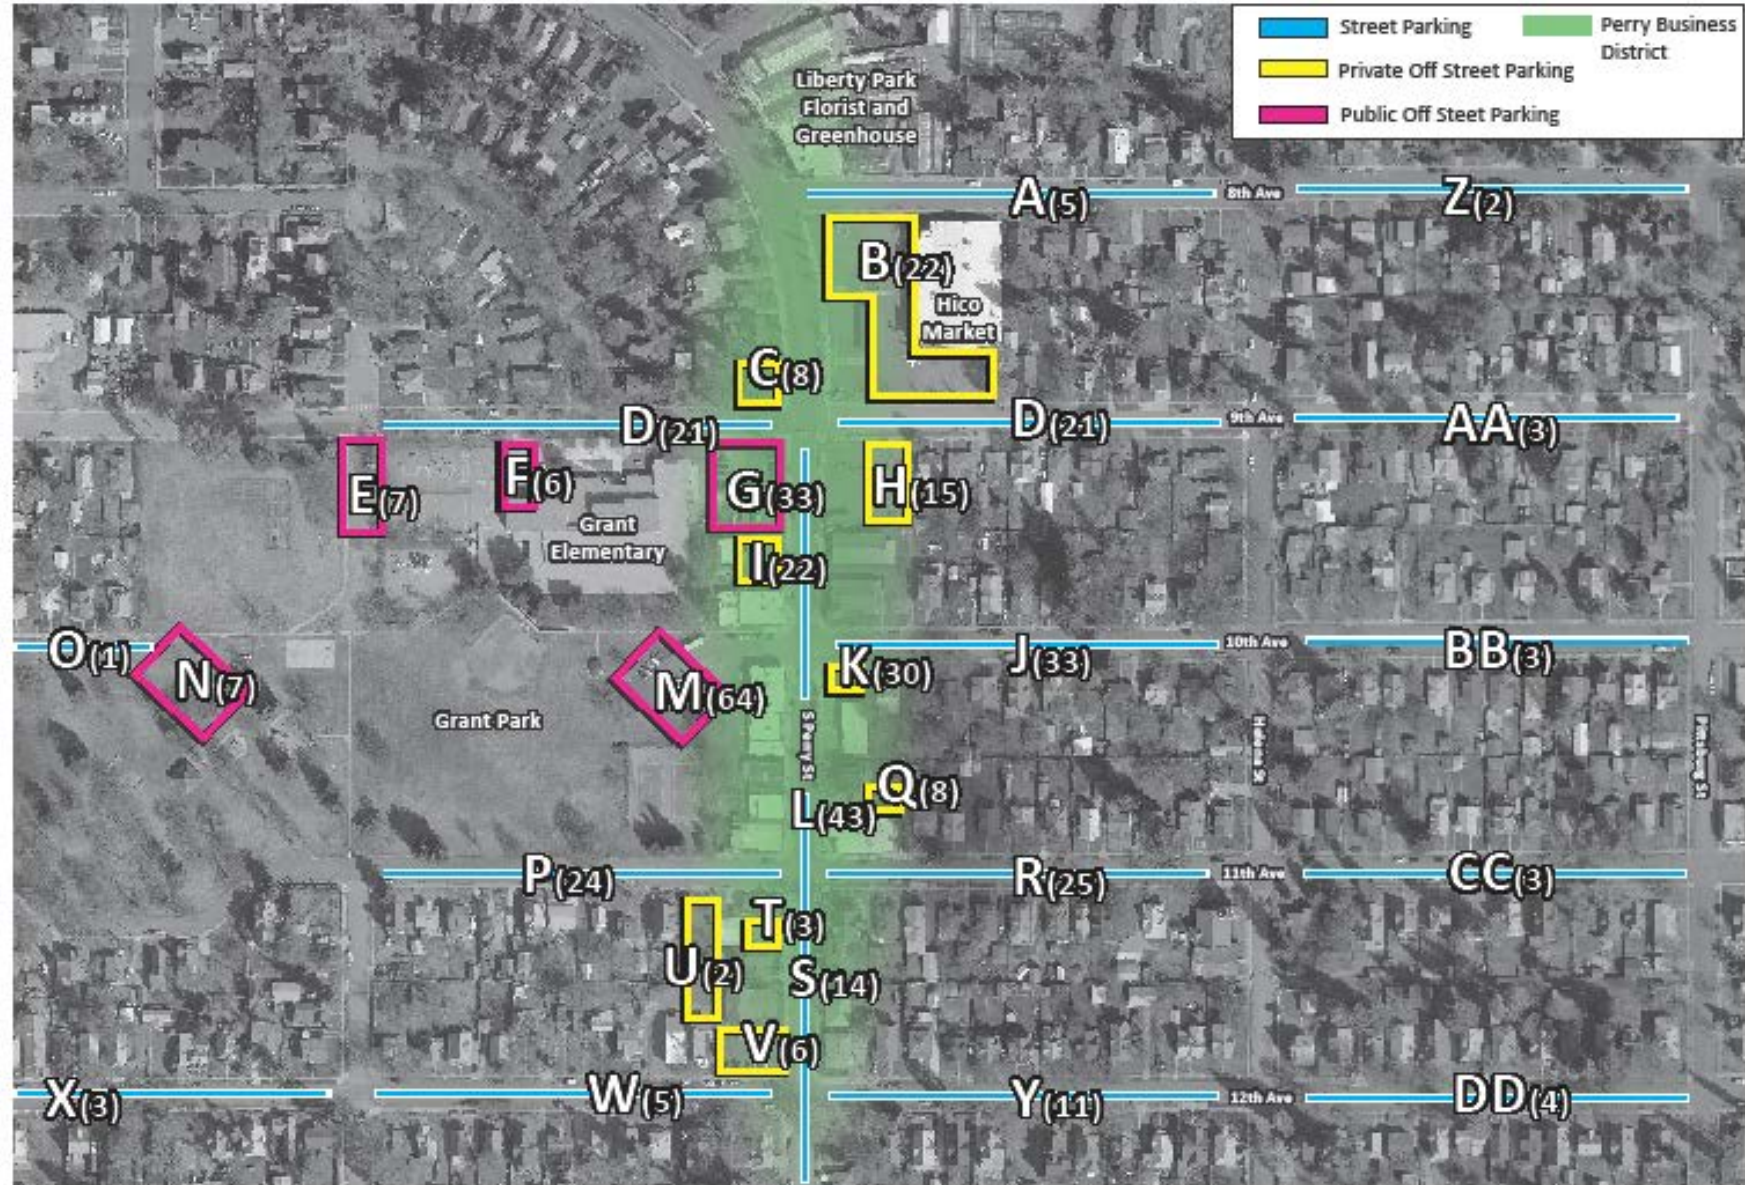 Street Parking
Perry Business
District
Private Off Street Parking
Public Off Steet Parking
Liberty Park
Florist and
Greenhouse
A(5)
8th Ave
Z(2)
B(22)
Hico
Market
C(8)
D(21)
D(21)
9th Ave
AA(3)
E(7)
F(6)
G(33)
H(15)
Grant
Elementary
I(22)
O(1)
J(33)
10th Ave
BB(3)
K(30)
N(7)
M(64)
Grant Park
S Perry St
Pittsburg St
Q(8)
L(43)
P(24)
R(25)
11th Ave
CC(3)
T(3)
U(2)
S(14)
V(6)
X(3)
W(5)
Y(11)
12th Ave
DD(4)